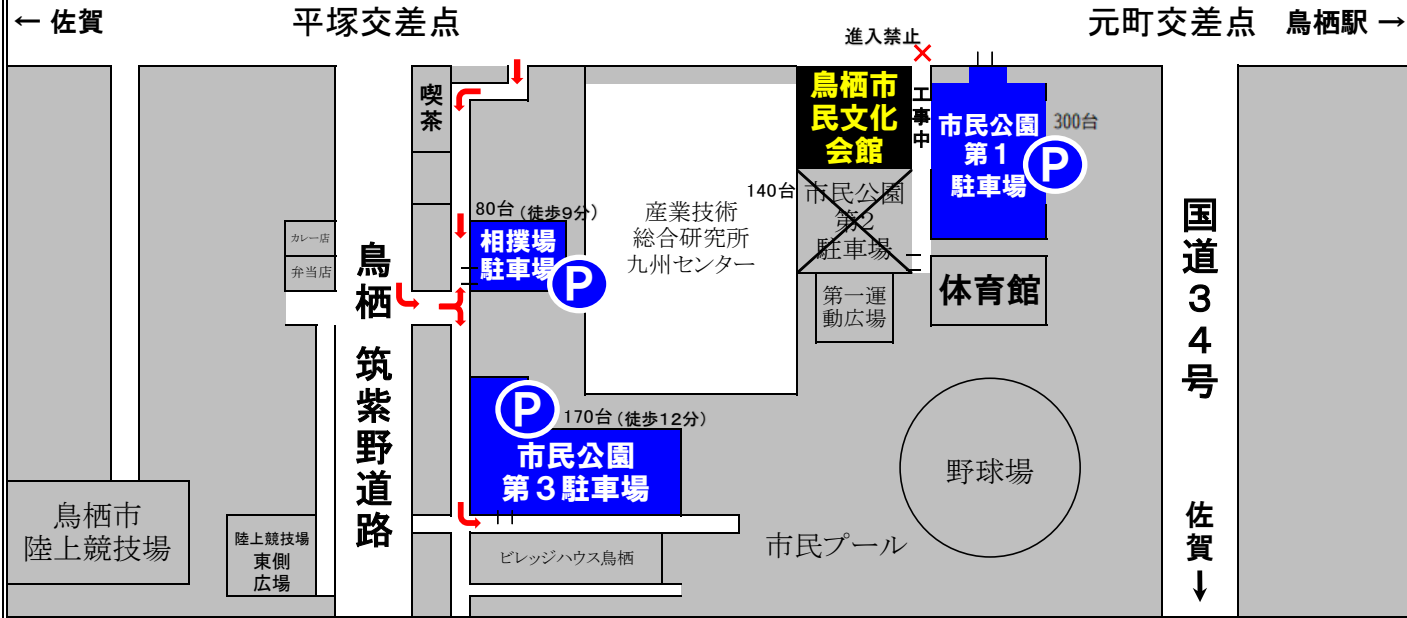 ← 佐賀
平塚交差点
元町交差点
鳥栖駅 →
進入禁止
喫茶
鳥栖市
民文化
会館
工事中
市民公園
第1
駐車場
P
300台
140台
市民公園
第2
駐車場
80台 (徒歩9分)
相撲場
駐車場
P
産業技術
総合研究所
九州センター
カレー店
弁当店
第一運
動広場
体育館
鳥栖 筑紫野道路
国道34号
P
170台 (徒歩12分)
市民公園
第3駐車場
野球場
鳥栖市
陸上競技場
陸上競技場
東側
広場
ビレッジハウス鳥栖
市民プール
佐賀↓